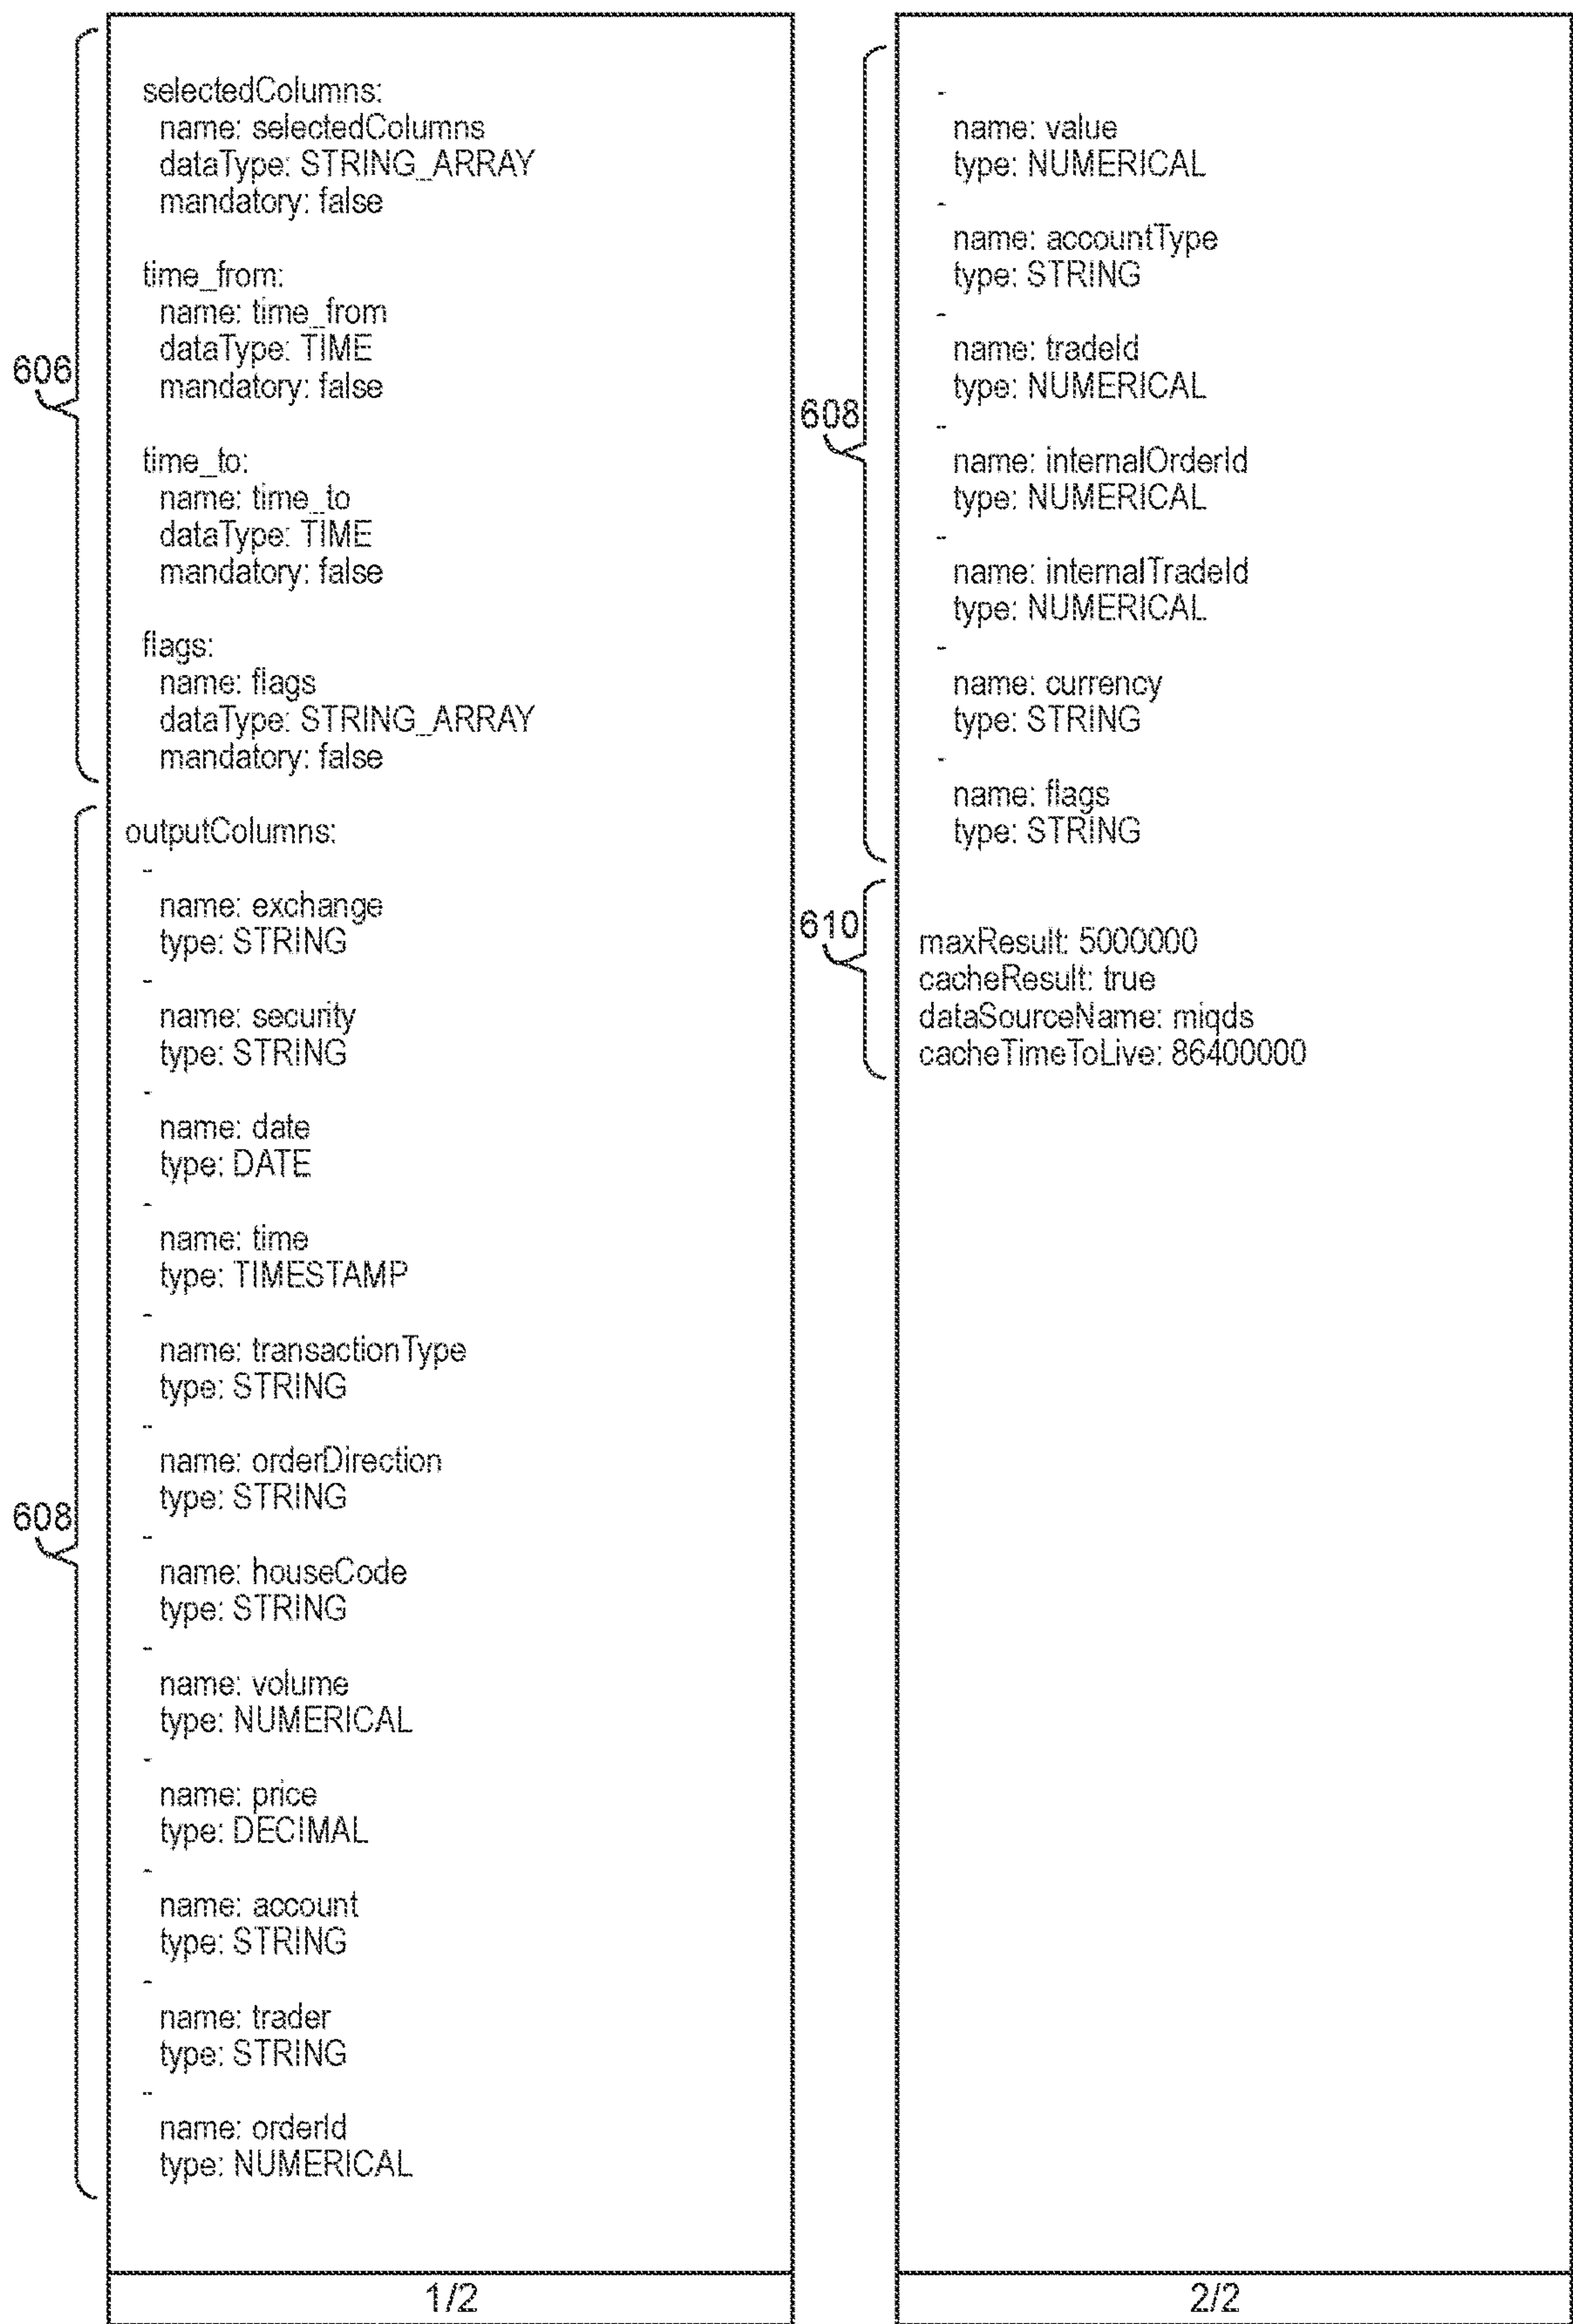 selectedColumns:
name: selectedColumns
dataType: STRING_ARRAY
mandatory: false
time_from:
name: time_from
dataType: TIME
mandatory: false
606
time_to:
name: time_to
dataType: TIME
mandatory: false
flags:
name: flags
dataType: STRING_ARRAY
mandatory: false
outputColumns:
-
name: exchange
type: STRING
-
name: security
type: STRING
-
name: date
type: DATE
-
name: time
type: TIMESTAMP
-
name: transactionType
type: STRING
-
name: orderDirection
type: STRING
608
-
name: houseCode
type: STRING
-
name: volume
type: NUMERICAL
-
name: price
type: DECIMAL
-
name: account
type: STRING
-
name: trader
type: STRING
-
name: orderId
type: NUMERICAL
1/2
-
name: value
type: NUMERICAL
-
name: accountType
type: STRING
-
name: tradeId
type: NUMERICAL
608
-
name: internalOrderId
type: NUMERICAL
-
name: internalTradeId
type: NUMERICAL
-
name: currency
type: STRING
-
name: flags
type: STRING
610
maxResult: 5000000
cacheResult: true
dataSourceName: miqds
cacheTimeToLive: 86400000
2/2